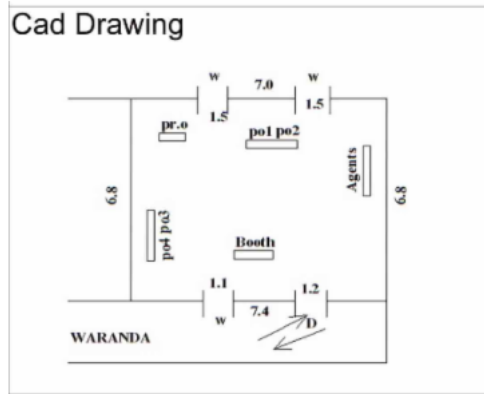 Cad Drawing
w 7.0 w
1.5 1.5
pr.o po1 po2
Agents
6.8 6.8
po4 po3
Booth
1.1 1.2
w 7.4 D
WARANDA